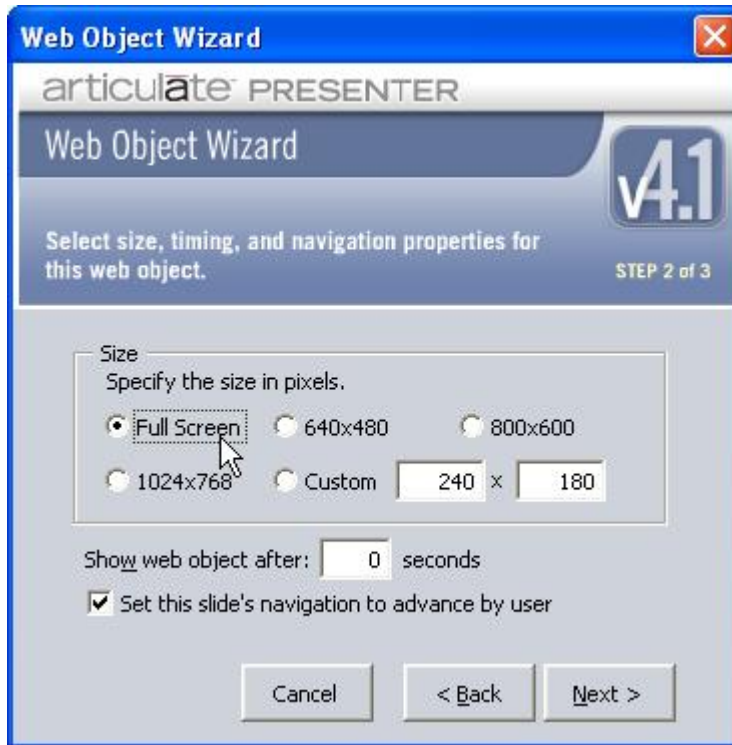 Web Object Wizard
articulāte PRESENTER
Web Object Wizard
v4.1
Select size, timing, and navigation properties for
this web object.
STEP 2 of 3
Size
Specify the size in pixels.
Full Screen 640x480 800x600
1024x768 Custom 240 x 180
Show web object after: 0 seconds
Set this slide's navigation to advance by user
Cancel < Back Next >